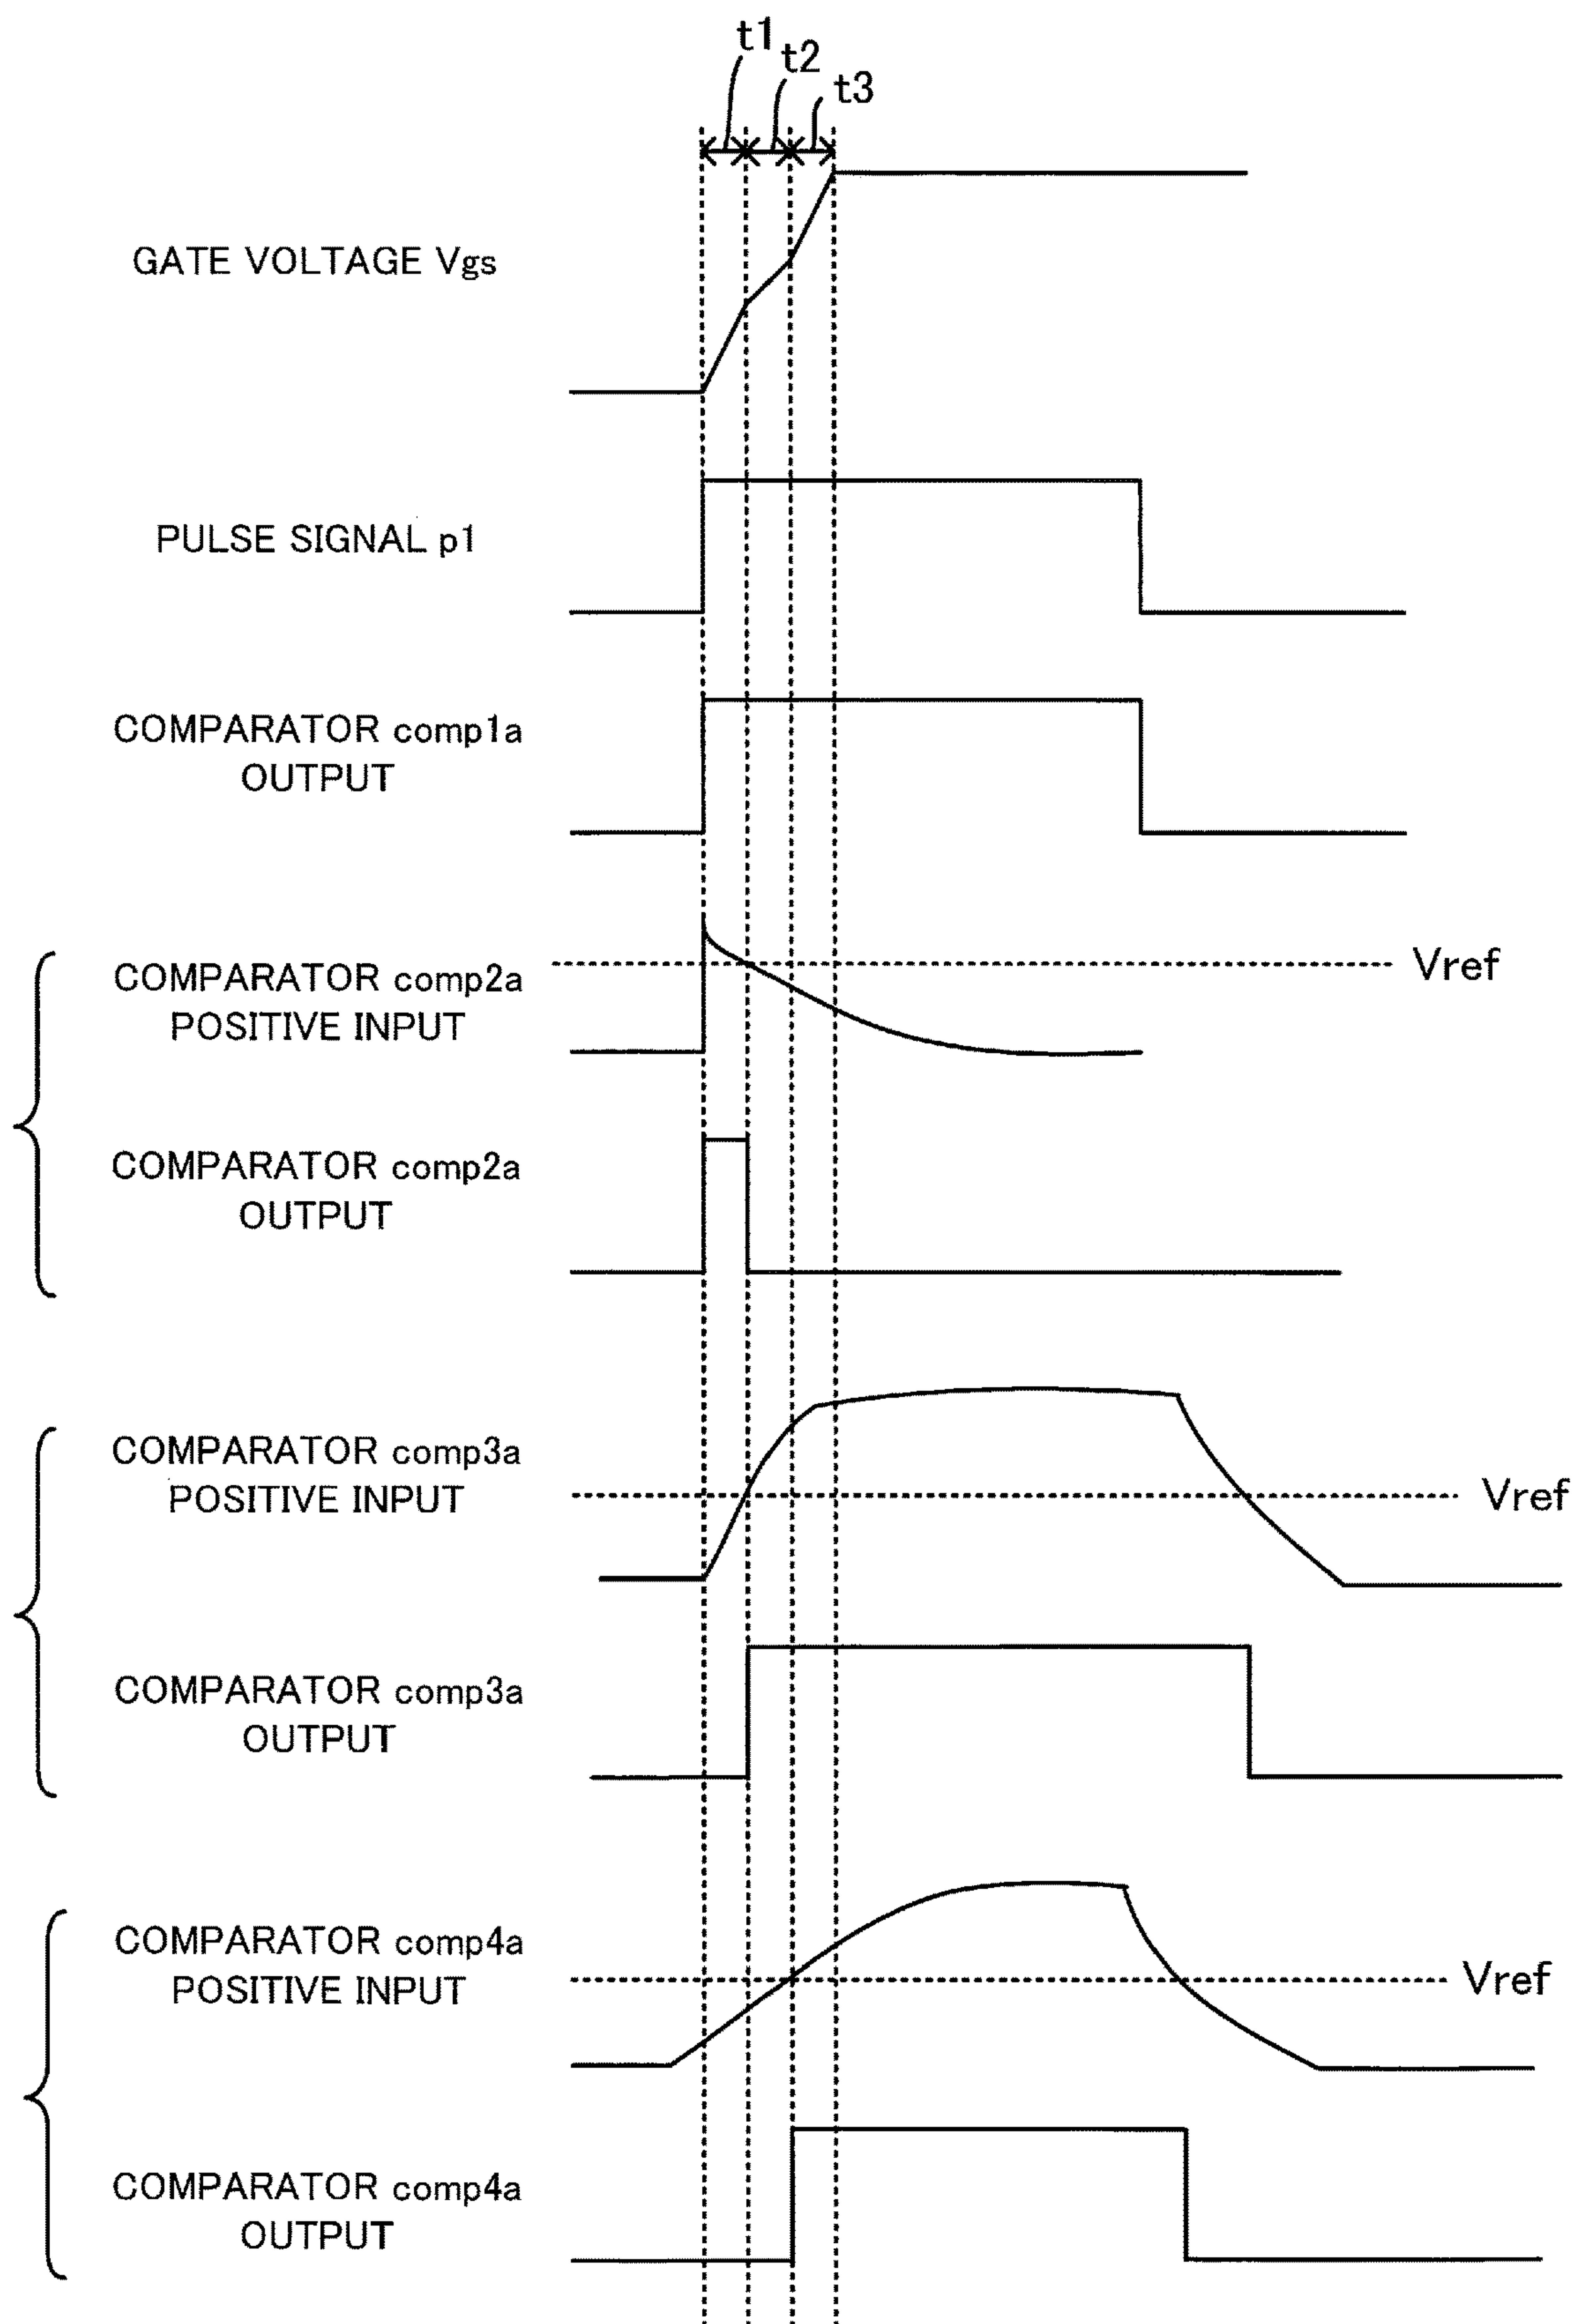 t1
t2
t3
GATE VOLTAGE Vgs
PULSE SIGNAL p1
COMPARATOR comp1a
OUTPUT
COMPARATOR comp2a
POSITIVE INPUT
Vref
COMPARATOR comp2a
OUTPUT
COMPARATOR comp3a
POSITIVE INPUT
Vref
COMPARATOR comp3a
OUTPUT
COMPARATOR comp4a
POSITIVE INPUT
Vref
COMPARATOR comp4a
OUTPUT